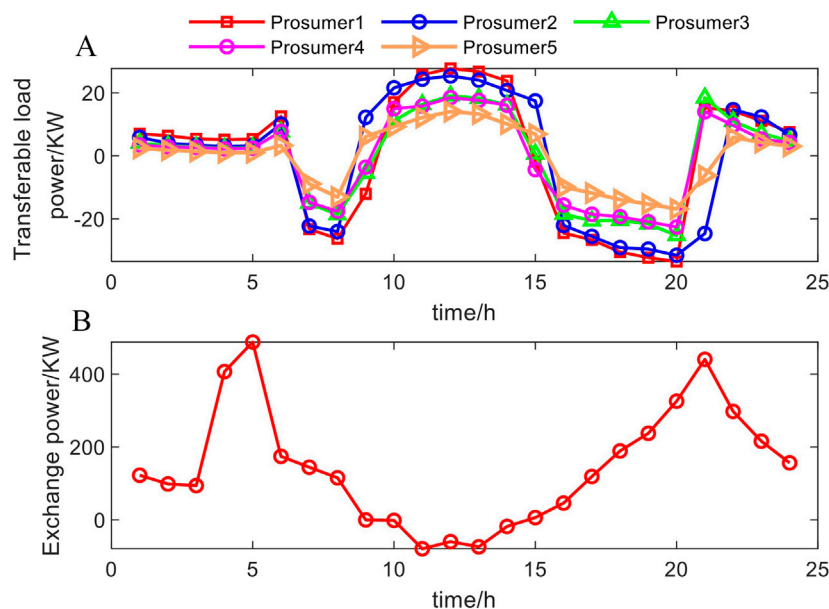 Prosumer1 Prosumer2 Prosumer3
Prosumer4 Prosumer5
A
Transferable load
power/KW
20
0
-20
0 5 10 15 20 25
time/h
B
Exchange power/KW
400
200
0
0 5 10 15 20 25
time/h